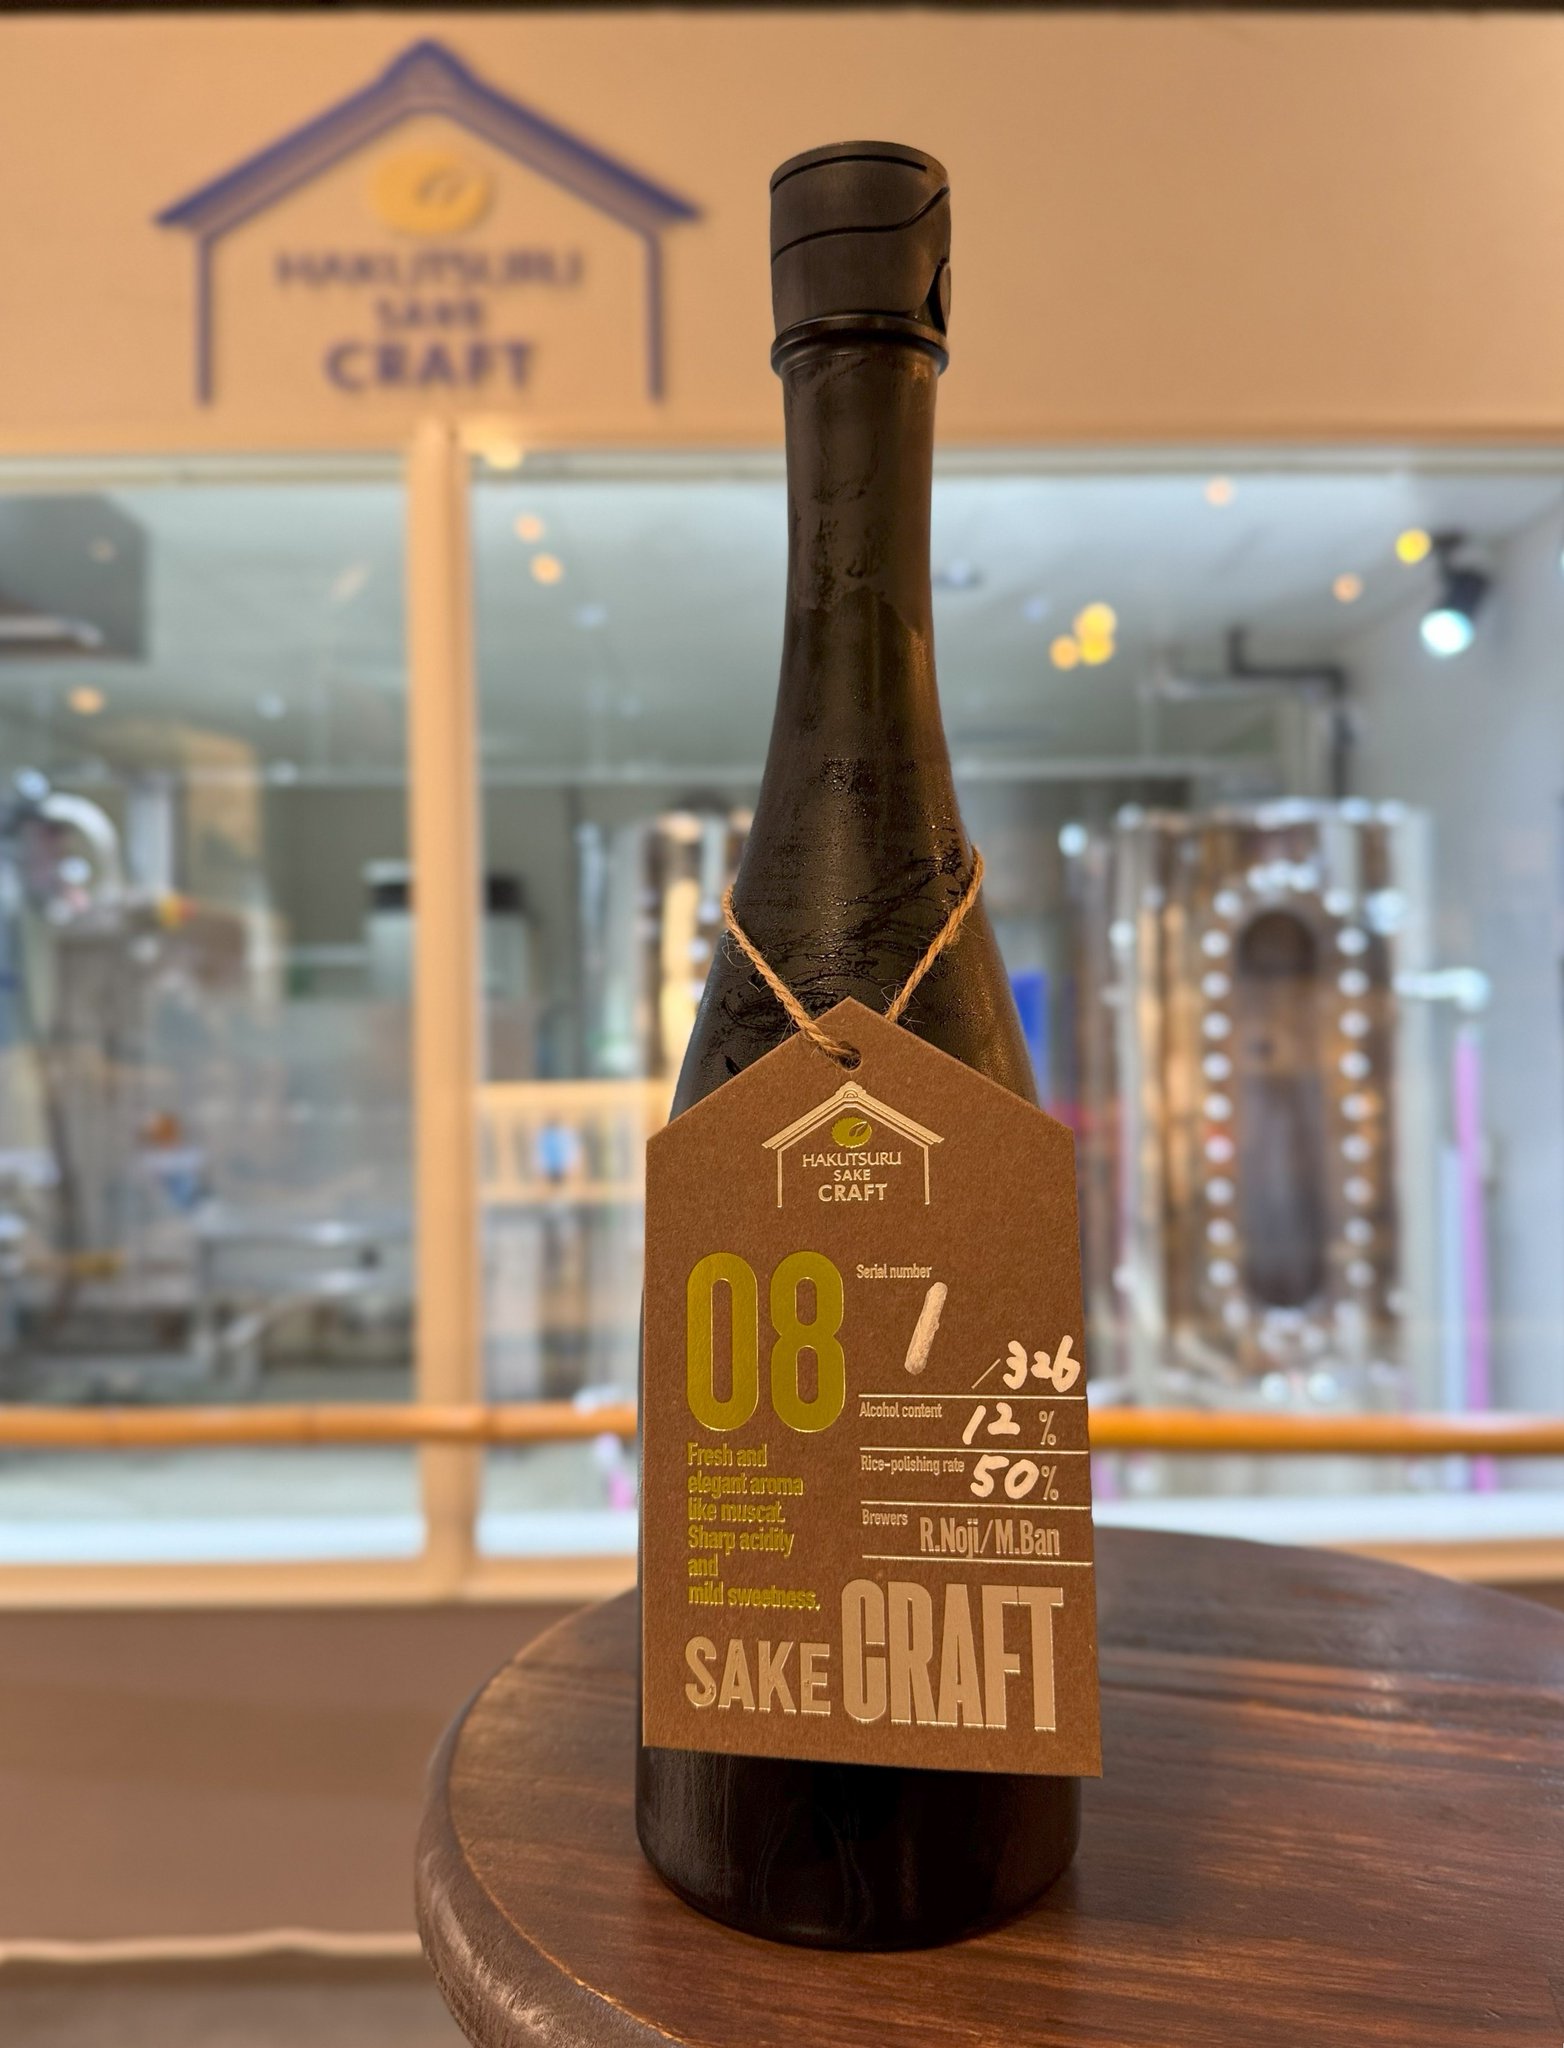 HAKUTSURU
SAKE
CRAFT
HAKUTSURU
SAKE
CRAFT
08
Fresh and
elegant aroma
like muscat.
Sharp acidity
and
mild sweetness.
Serial number
1
/326
Alcohol content 12 %
Rice-polishing rate 50%
Brewers R.Noji/M.Ban
SAKE CRAFT